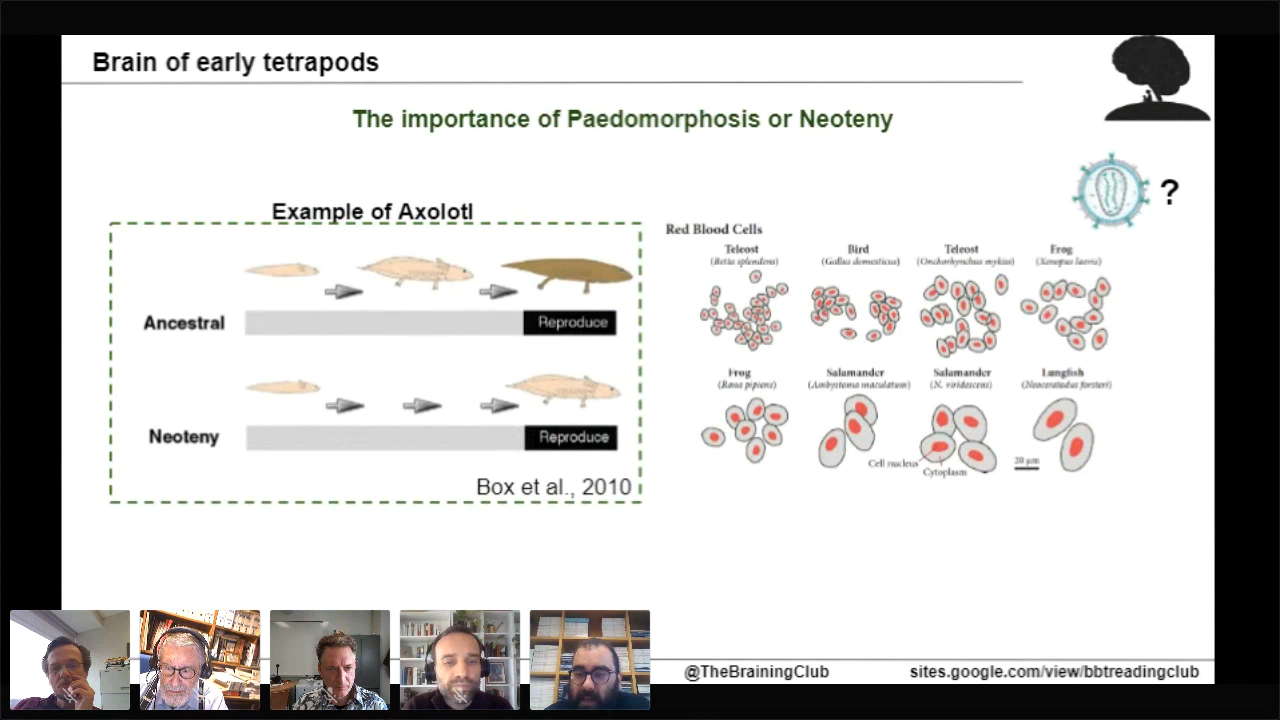 Brain of early tetrapods
The importance of Paedomorphosis or Neoteny
?
Example of Axolotl
Ancestral
Reproduce
Neoteny
Reproduce
Box et al., 2010
Red Blood Cells
Teleost
(Betta splendens)
Bird
(Gallus domesticus)
Teleost
(Onchorhynchus mykiss)
Frog
(Xenopus laevis)
Frog
(Rana pipiens)
Salamander
(Ambystoma maculatum)
Salamander
(N. viridescens)
Lungfish
(Neoceratodus forsteri)
Cell nucleus
Cytoplasm
20 µm
@TheBrainingClub
sites.google.com/view/bbtreadingclub